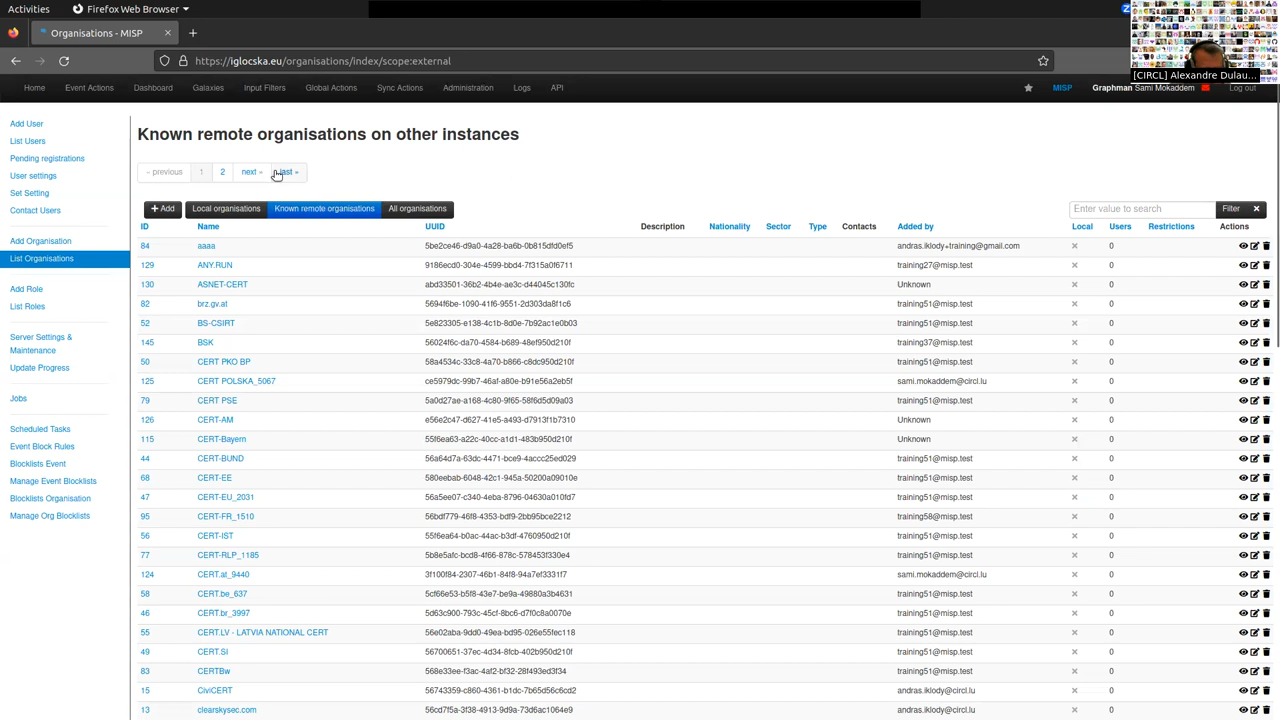 Activities
Firefox Web Browser
Organisations - MISP
https://iglocska.eu/organisations/index/scope:external
[CIRCL] Alexandre Dulau...
Home Event Actions Dashboard Galaxies Input Filters Global Actions Sync Actions Administration Logs API
MISP Graphman Sami Mokaddem Log out
Add User
List Users
Pending registrations
User settings
Set Setting
Contact Users
Add Organisation
List Organisations
Add Role
List Roles
Server Settings &
Maintenance
Update Progress
Jobs
Scheduled Tasks
Event Block Rules
Blocklists Event
Manage Event Blocklists
Blocklists Organisation
Manage Org Blocklists
Known remote organisations on other instances
« previous 1 2 next » last »
+ Add Local organisations Known remote organisations All organisations
Enter value to search Filter
ID Name UUID Description Nationality Sector Type Contacts Added by Local Users Restrictions Actions
84 aaaa 5be2ce46-d9a0-4a28-ba6b-0b815dfd0ef5 andras.iklody+training@gmail.com 0
129 ANY.RUN 9186ecd0-304e-4599-bbd4-7f315a0f6711 training27@misp.test 0
130 ASNET-CERT abd33501-36b2-4b4e-ae3c-d44045c130fc Unknown 0
82 brz.gv.at 5694f6be-1090-41f6-9551-2d303da8f1c6 training51@misp.test 0
52 BS-CSIRT 5e823305-e138-4c1b-8d0e-7b92ac1e0b03 training51@misp.test 0
145 BSK 56024f6c-da70-4584-b689-48ef950d210f training37@misp.test 0
50 CERT PKO BP 58a4534c-33c8-4a70-b866-c8dc950d210f training51@misp.test 0
125 CERT POLSKA_5067 ce5979dc-99b7-46af-a80e-b91e56a2eb5f sami.mokaddem@circl.lu 0
79 CERT PSE 5a0d27ae-a168-4c80-9f65-58f6d5d09a03 training51@misp.test 0
126 CERT-AM e56e2c47-d627-41e5-a493-d7913f1b7310 Unknown 0
115 CERT-Bayern 55f6ea63-a22c-40cc-a1d1-483b950d210f Unknown 0
44 CERT-BUND 56a64d7a-63dc-4471-bce9-4accc25ed029 training51@misp.test 0
68 CERT-EE 580eebab-6048-42c1-945a-50200a09010e training51@misp.test 0
47 CERT-EU_2031 56a5ee07-c340-4eba-8796-04630a010fd7 training51@misp.test 0
95 CERT-FR_1510 56bdf779-46f8-4353-bdf9-2bb95bce2212 training58@misp.test 0
56 CERT-IST 55f6ea64-b0ac-44ac-b3df-4760950d210f training51@misp.test 0
77 CERT-RLP_1185 5b8e5afc-bcd8-4f66-878c-578453f330e4 training51@misp.test 0
124 CERT.at_9440 3f100f84-2307-46b1-84f8-94a7ef3331f7 sami.mokaddem@circl.lu 0
58 CERT.be_637 5cf66e53-b5f8-43e7-be9a-49880a3b4631 training51@misp.test 0
46 CERT.br_3997 5d63c900-793c-45cf-8bc6-d7f0c8a0070e training51@misp.test 0
55 CERT.LV - LATVIA NATIONAL CERT 56e02aba-9dd0-49ea-bd95-026e55fec118 training51@misp.test 0
49 CERT.SI 56700651-37ec-4d34-8fcb-402b950d210f training51@misp.test 0
83 CERTBw 568e33ee-f3ac-4af2-bf32-28f493ed3f34 training51@misp.test 0
15 CiviCERT 56743359-c860-4361-b1dc-7b65d56c6cd2 andras.iklody@circl.lu 0
13 clearskysec.com 56cd7f5a-3f38-4913-9d9a-73d6ac1064e9 andras.iklody@circl.lu 0